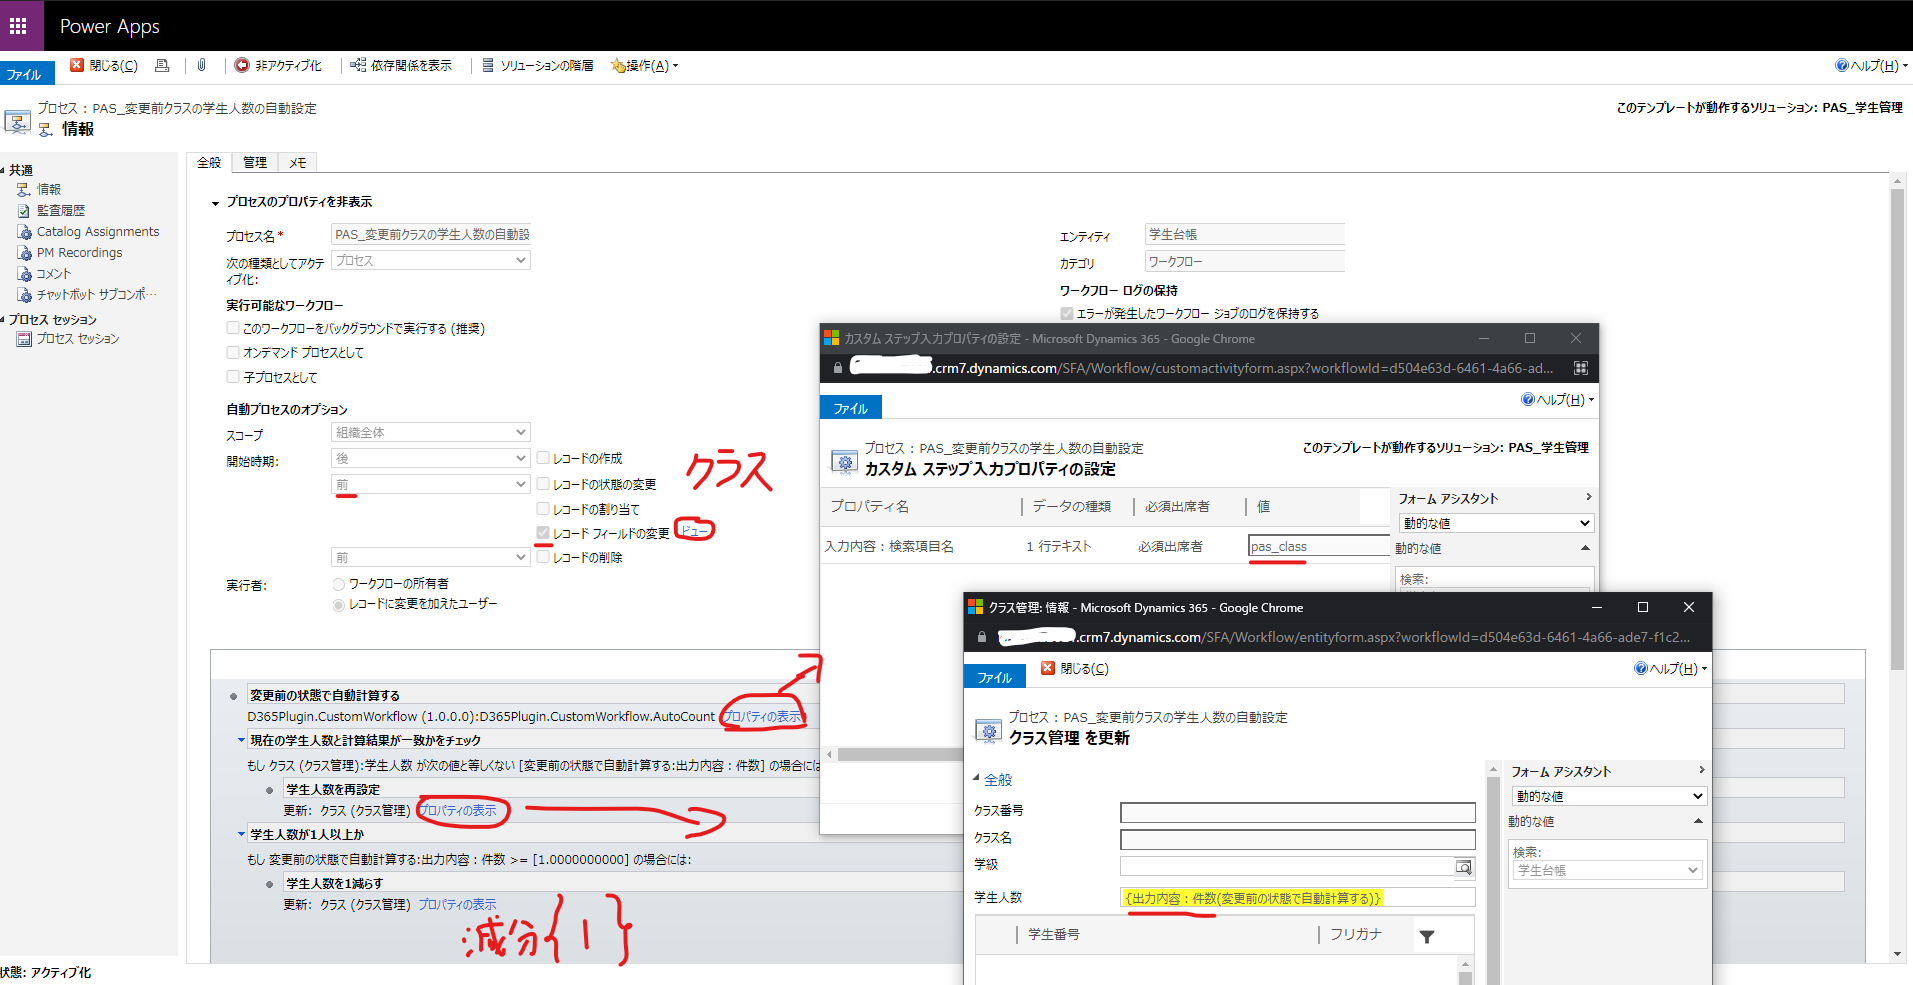 Power Apps
ファイル
閉じる(C)
非アクティブ化
依存関係を表示
ソリューションの階層
操作(A)
ヘルプ(H)
プロセス : PAS_変更前クラスの学生人数の自動設定
情報
このテンプレートが動作するソリューション: PAS_学生管理
共通
情報
監査履歴
Catalog Assignments
PM Recordings
コメント
チャットボット サブコンポ…
プロセス セッション
プロセス セッション
全般
管理
メモ
プロセスのプロパティを非表示
プロセス名*
PAS_変更前クラスの学生人数の自動設
次の種類としてアクティブ化:
プロセス
エンティティ
学生台帳
カテゴリ
ワークフロー
実行可能なワークフロー
このワークフローをバックグラウンドで実行する (推奨)
オンデマンド プロセスとして
子プロセスとして
ワークフロー ログの保持
エラーが発生したワークフロー ジョブのログを保持する
自動プロセスのオプション
スコープ
組織全体
開始時期:
後
レコードの作成
前
レコードの状態の変更
レコードの割り当て
レコード フィールドの変更
ビュー
前
レコードの削除
クラス
実行者:
ワークフローの所有者
レコードに変更を加えたユーザー
変更前の状態で自動計算する
D365Plugin.CustomWorkflow (1.0.0.0):D365Plugin.CustomWorkflow.AutoCount
プロパティの表示
現在の学生人数と計算結果が一致かをチェック
もし クラス (クラス管理):学生人数 が次の値と等しくない [変更前の状態で自動計算する:出力内容 : 件数] の場合には
学生人数を再設定
更新: クラス (クラス管理)
プロパティの表示
学生人数が1人以上か
もし 変更前の状態で自動計算する:出力内容 : 件数 >= [1.0000000000] の場合には:
学生人数を1減らす
更新: クラス (クラス管理)
プロパティの表示
減分{1}
状態: アクティブ化
カスタム ステップ入力プロパティの設定 - Microsoft Dynamics 365 - Google Chrome
.crm7.dynamics.com/SFA/Workflow/customactivityform.aspx?workflowId=d504e63d-6461-4a66-ad...
ファイル
ヘルプ(H)
プロセス : PAS_変更前クラスの学生人数の自動設定
カスタム ステップ入力プロパティの設定
このテンプレートが動作するソリューション: PAS_学生管理
プロパティ名
データの種類
必須出席者
値
入力内容 : 検索項目名
1 行テキスト
必須出席者
pas_class
フォーム アシスタント
動的な値
動的な値
検索:
クラス管理: 情報 - Microsoft Dynamics 365 - Google Chrome
.crm7.dynamics.com/SFA/Workflow/entityform.aspx?workflowId=d504e63d-6461-4a66-ade7-f1c2...
ファイル
閉じる(C)
ヘルプ(H)
プロセス : PAS_変更前クラスの学生人数の自動設定
クラス管理 を更新
全般
クラス番号
クラス名
学級
学生人数
{出力内容 : 件数(変更前の状態で自動計算する)}
学生番号
フリガナ
フォーム アシスタント
動的な値
動的な値
検索:
学生台帳